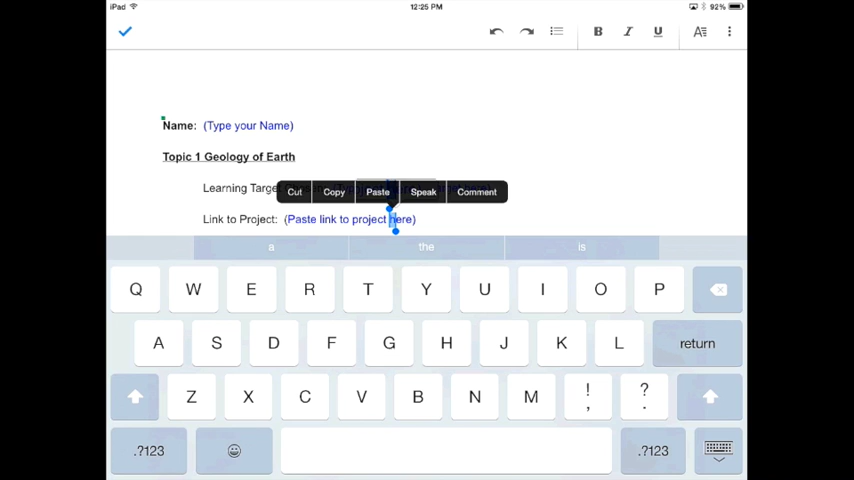 iPad 12:25 PM 92%
B I U A
Name: (Type your Name)
Topic 1 Geology of Earth
Cut Copy Paste Speak Comment
Learning Target
Link to Project: (Paste link to project here)
a the is
Q W E R T Y U I O P
A S D F G H J K L return
Z X C V B N M ! , ? .
.?123 .?123